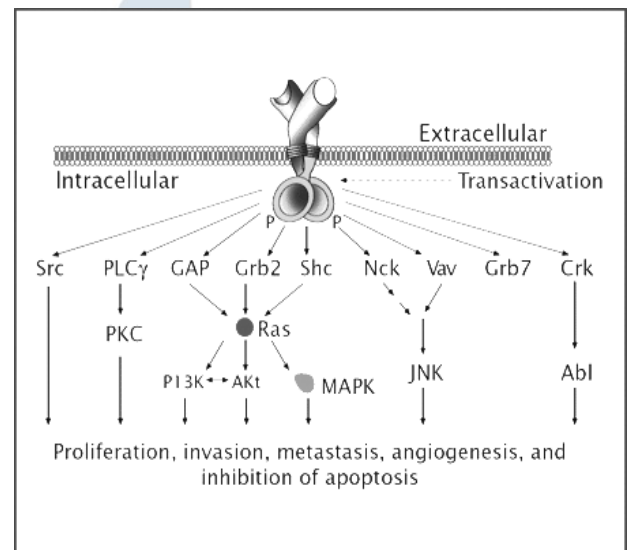 Extracellular
Intracellular
Transactivation
P P
Src PLCγ GAP Grb2 Shc Nck Vav Grb7 Crk
PKC
Ras
P13K AKt MAPK JNK Abl
Proliferation, invasion, metastasis, angiogenesis, and
inhibition of apoptosis